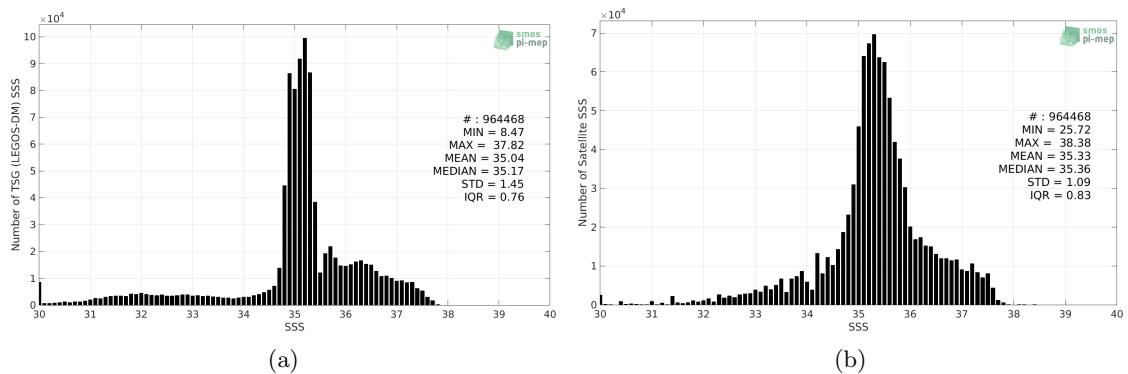 ×10⁴
10
9
8
7
6
5
4
3
2
1
0
Number of TSG (LEGOS-DM) SSS
smos
pi-mep
# : 964468
MIN = 8.47
MAX = 37.82
MEAN = 35.04
MEDIAN = 35.17
STD = 1.45
IQR = 0.76
30 31 32 33 34 35 36 37 38 39 40
SSS
(a)
×10⁴
7
6
5
4
3
2
1
0
Number of Satellite SSS
smos
pi-mep
# : 964468
MIN = 25.72
MAX = 38.38
MEAN = 35.33
MEDIAN = 35.36
STD = 1.09
IQR = 0.83
30 31 32 33 34 35 36 37 38 39 40
SSS
(b)